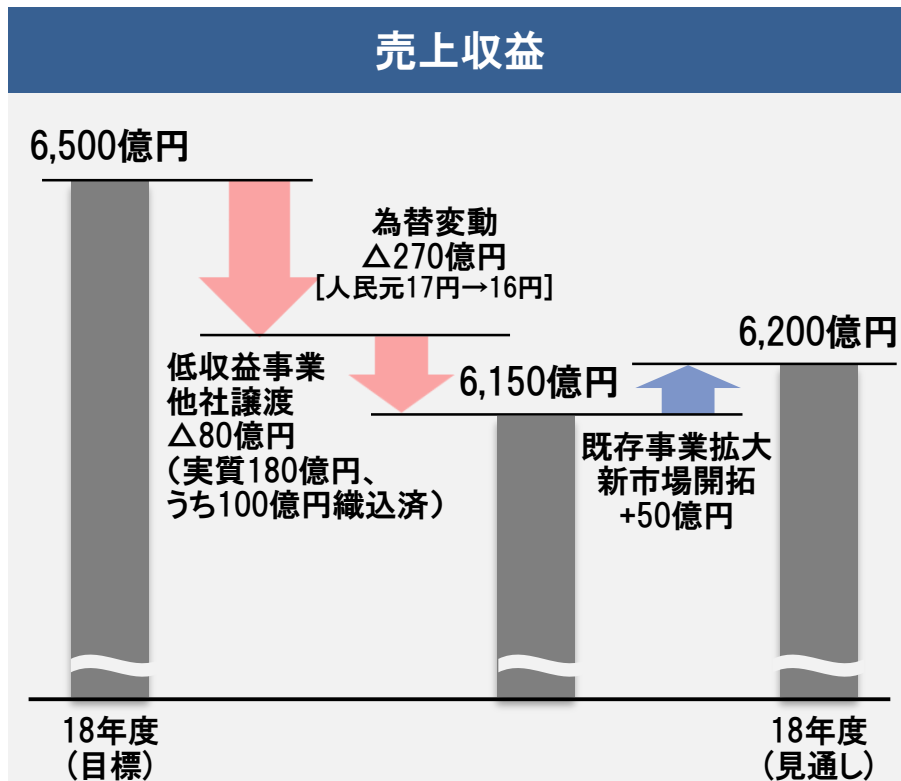 売上収益
6,500億円
為替変動
△270億円
[人民元17円→16円]
低収益事業
他社譲渡
△80億円
（実質180億円、
うち100億円織込済）
6,150億円
6,200億円
既存事業拡大
新市場開拓
+50億円
18年度
（目標）
18年度
（見通し）